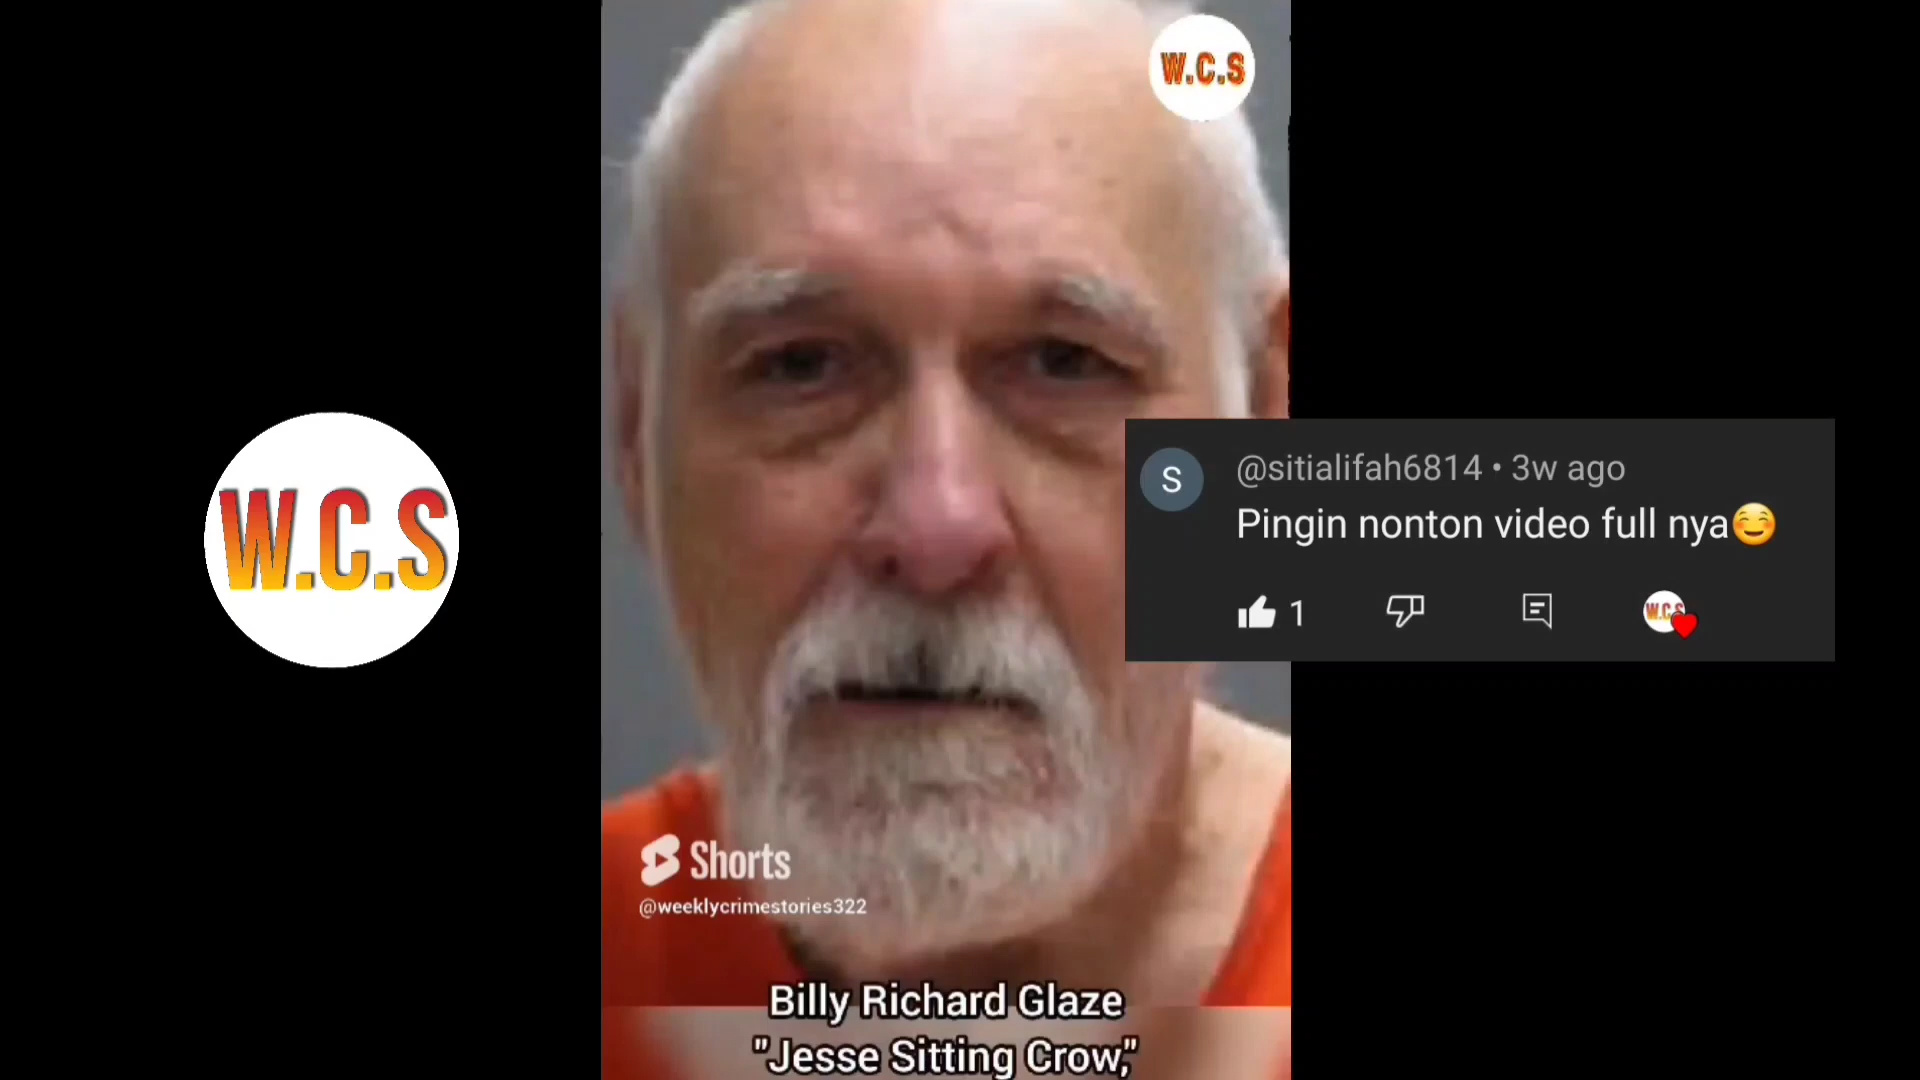 W.C.S
W.C.S
S
@sitialifah6814 • 3w ago
Pingin nonton video full nya☺️
1
W.C.S
Shorts
@weeklycrimestories322
Billy Richard Glaze
"Jesse Sitting Crow,"